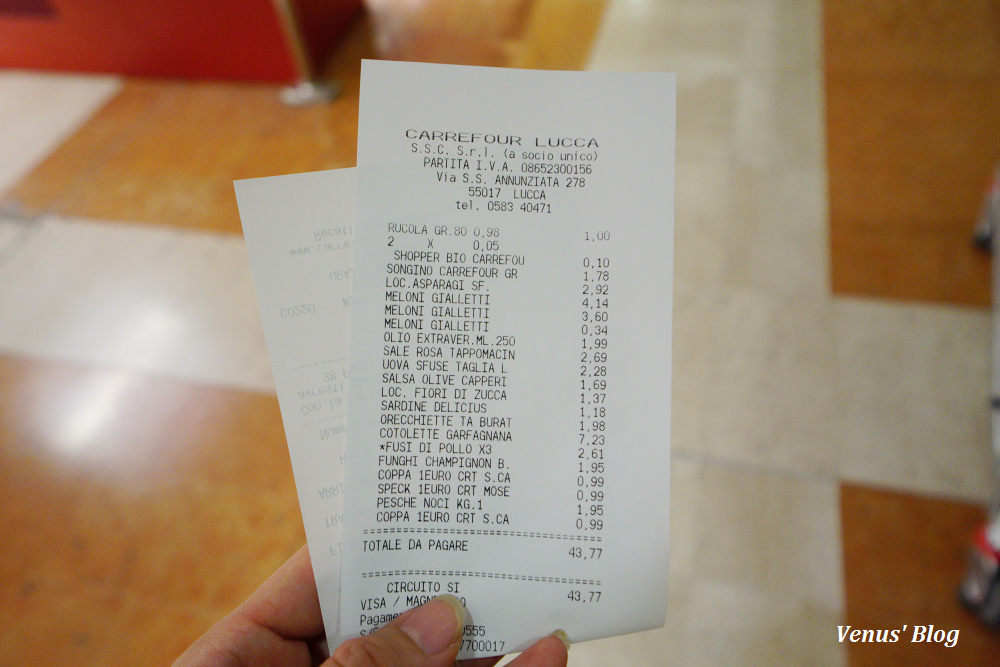 CARREFOUR LUCCA
S.S.C. S.r.l. (a socio unico)
PARTITA I.V.A. 08652300156
Via S.S. ANNUNZIATA 278
55017 LUCCA
tel. 0583 40471
RUCOLA GR.80 0,98 1,00
2 X 0,05
SHOPPER BIO CARREFOU 0,10
SONGINO CARREFOUR GR 1,78
LOC.ASPARAGI SF. 2,92
MELONI GIALLETTI 4,14
MELONI GIALLETTI 3,60
MELONI GIALLETTI 0,34
OLIO EXTRAVER.ML.250 1,99
SALE ROSA TAPPOMACIN 2,69
UOVA SFUSE TAGLIA L 2,28
SALSA OLIVE CAPPERI 1,69
LOC. FIORI DI ZUCCA 1,37
SARDINE DELICIUS 1,18
ORECCHIETTE TA BURAT 1,98
COTOLETTE GARFAGNANA 7,23
*FUSI DI POLLO X3 2,61
FUNGHI CHAMPIGNON B. 1,95
COPPA 1EURO CRT S.CA 0,99
SPECK 1EURO CRT MOSE 0,99
PESCHE NOCI KG.1 1,95
COPPA 1EURO CRT S.CA 0,99
TOTALE DA PAGARE 43,77
CIRCUITO SI 43,77
VISA /
Venus' Blog